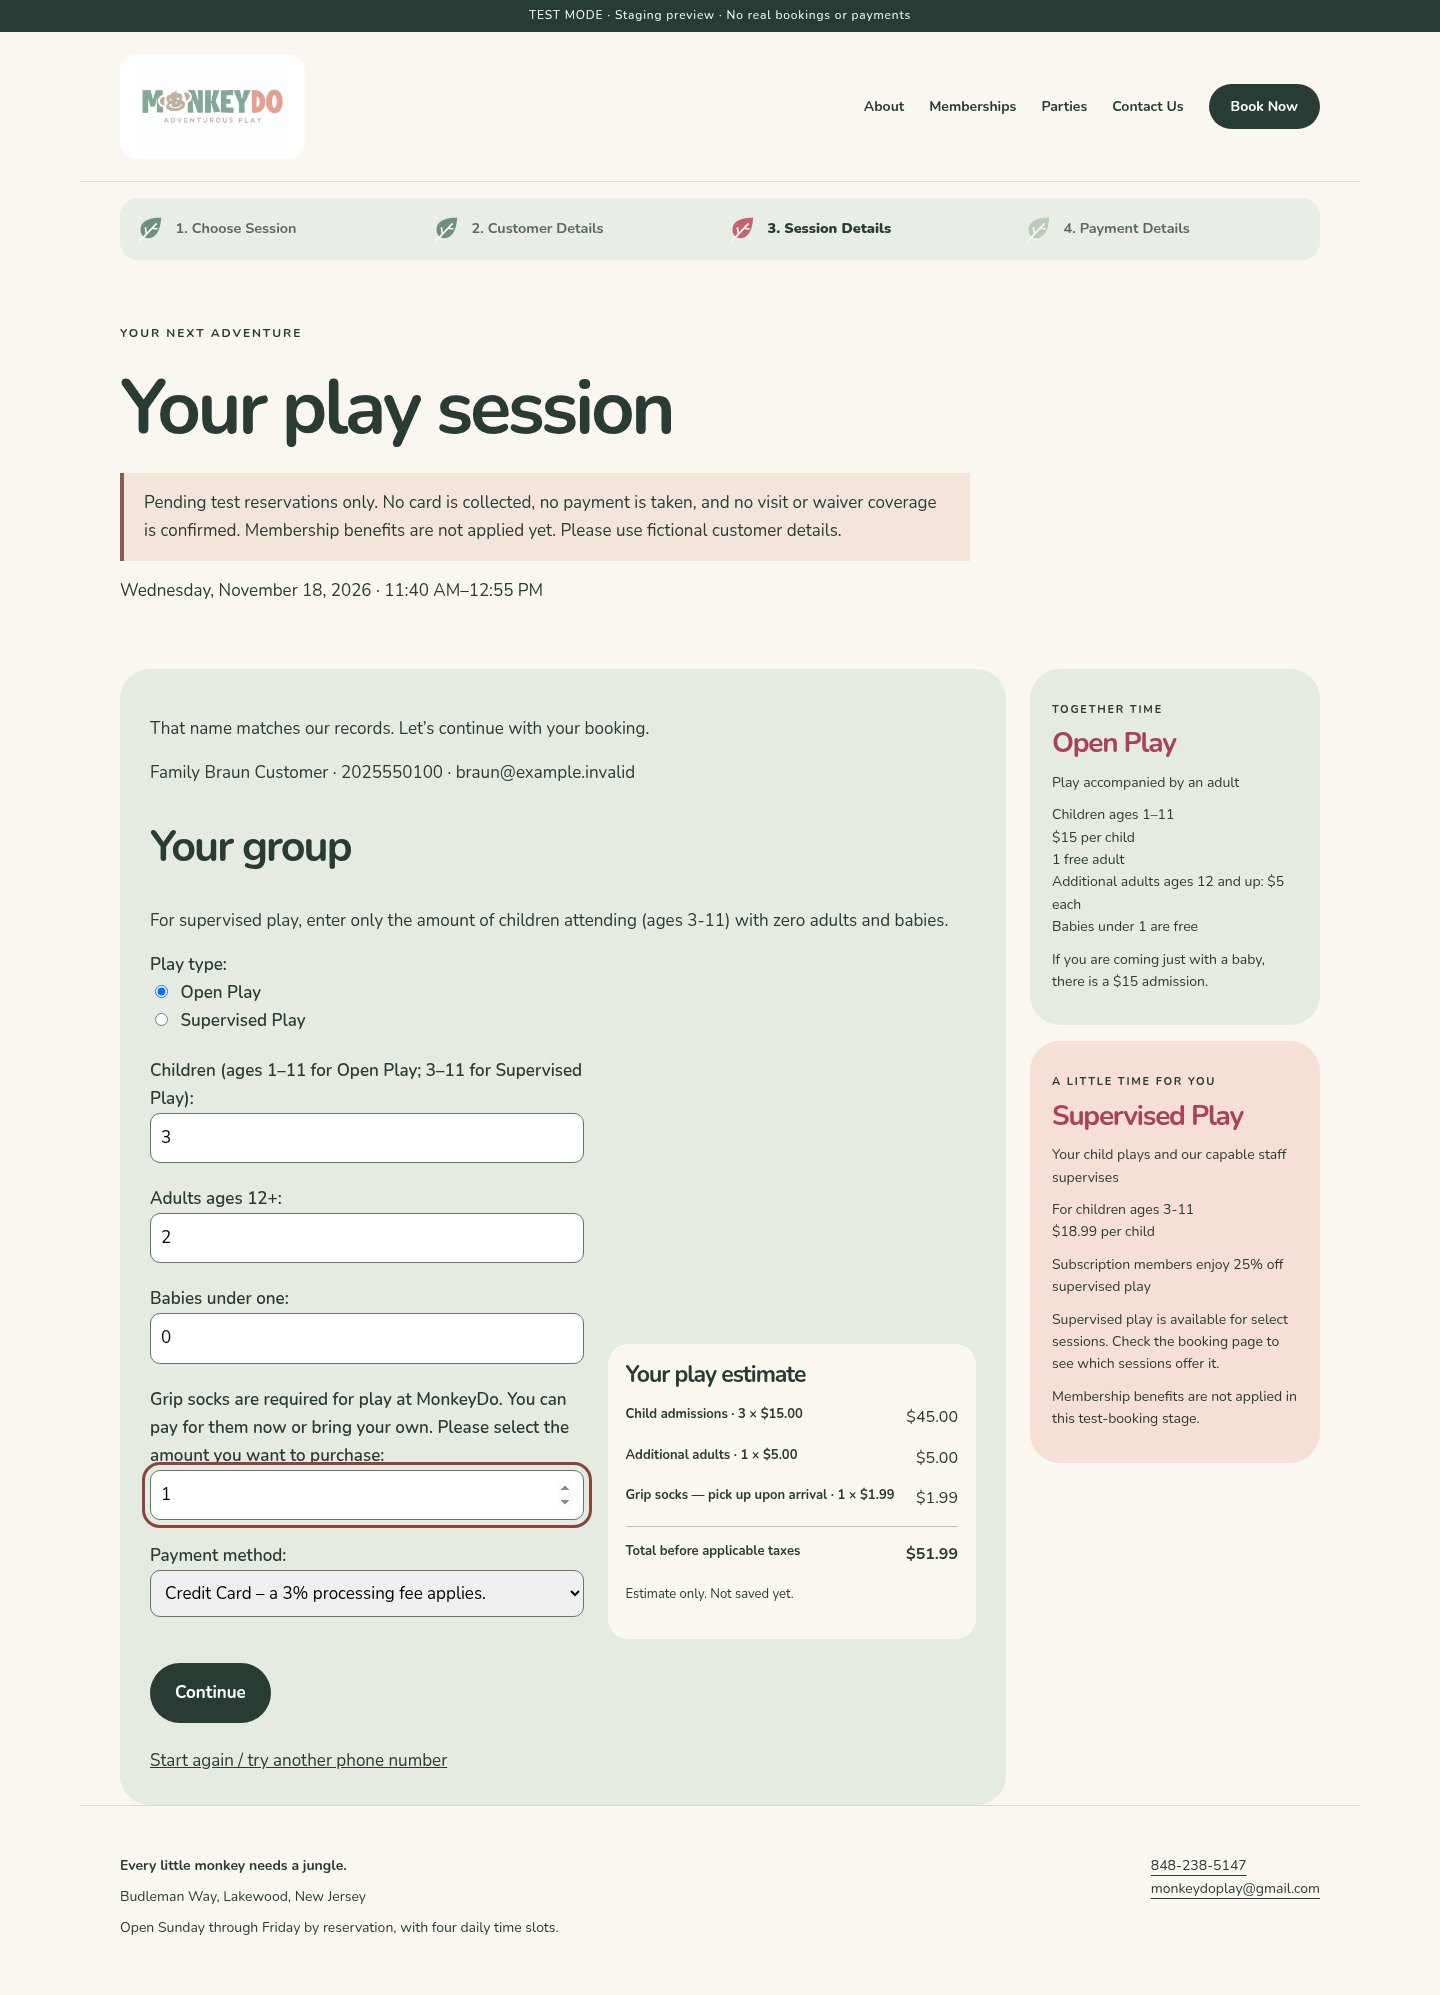 TEST MODE · Staging preview · No real bookings or payments
MONKEYDO
ADVENTUROUS PLAY
About
Memberships
Parties
Contact Us
Book Now
1. Choose Session
2. Customer Details
3. Session Details
4. Payment Details
YOUR NEXT ADVENTURE
Your play session
Pending test reservations only. No card is collected, no payment is taken, and no visit or waiver coverage
is confirmed. Membership benefits are not applied yet. Please use fictional customer details.
Wednesday, November 18, 2026 · 11:40 AM–12:55 PM
That name matches our records. Let’s continue with your booking.
Family Braun Customer · 2025550100 · braun@example.invalid
Your group
For supervised play, enter only the amount of children attending (ages 3-11) with zero adults and babies.
Play type:
Open Play
Supervised Play
Children (ages 1–11 for Open Play; 3–11 for Supervised
Play):
3
Adults ages 12+:
2
Babies under one:
0
Grip socks are required for play at MonkeyDo. You can
pay for them now or bring your own. Please select the
amount you want to purchase:
1
Payment method:
Credit Card – a 3% processing fee applies.
Your play estimate
Child admissions · 3 × $15.00 $45.00
Additional adults · 1 × $5.00 $5.00
Grip socks — pick up upon arrival · 1 × $1.99 $1.99
Total before applicable taxes $51.99
Estimate only. Not saved yet.
Continue
Start again / try another phone number
TOGETHER TIME
Open Play
Play accompanied by an adult
Children ages 1–11
$15 per child
1 free adult
Additional adults ages 12 and up: $5
each
Babies under 1 are free
If you are coming just with a baby,
there is a $15 admission.
A LITTLE TIME FOR YOU
Supervised Play
Your child plays and our capable staff
supervises
For children ages 3-11
$18.99 per child
Subscription members enjoy 25% off
supervised play
Supervised play is available for select
sessions. Check the booking page to
see which sessions offer it.
Membership benefits are not applied in
this test-booking stage.
Every little monkey needs a jungle.
Budleman Way, Lakewood, New Jersey
Open Sunday through Friday by reservation, with four daily time slots.
848-238-5147
monkeydoplay@gmail.com